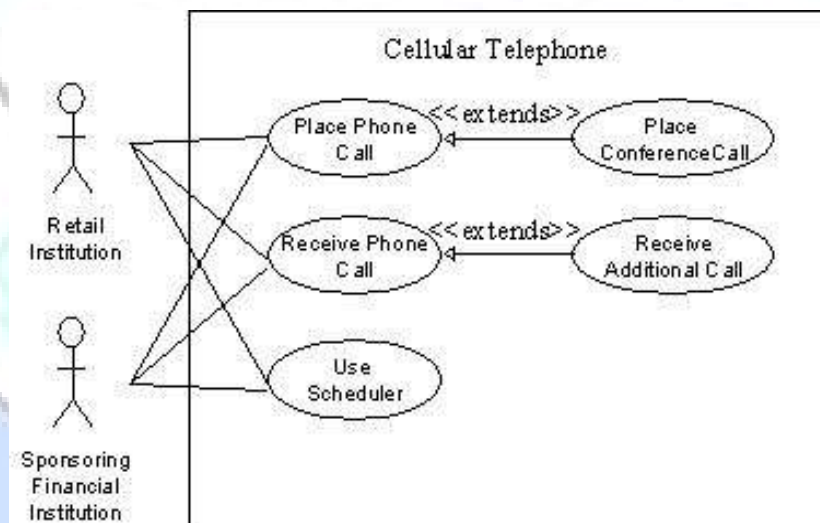 Cellular Telephone
Retail
Institution
Place Phone
Call
<<extends>>
Place
ConferenceCall
Receive Phone
Call
<<extends>>
Receive
Additional Call
Use
Scheduler
Sponsoring
Financial
Institution